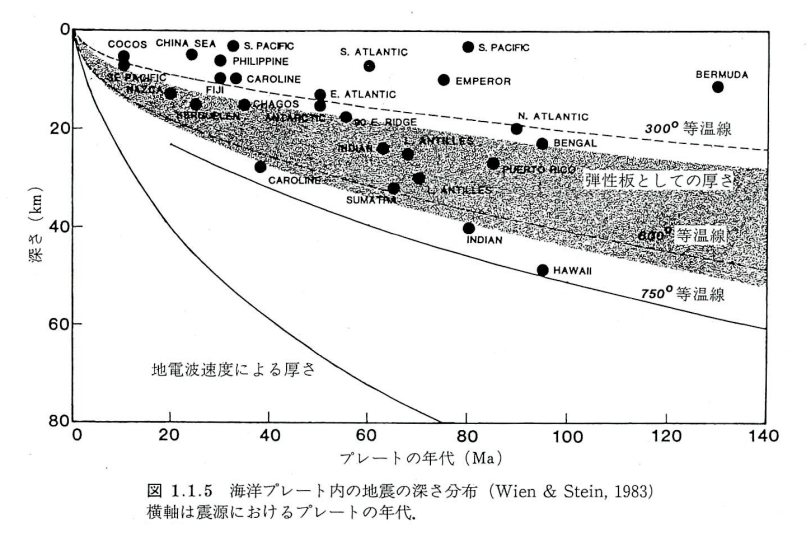 0
20
40
60
80
深さ (km)
COCOS
CHINA SEA
S. PACIFIC
PHILIPPINE
S. ATLANTIC
S. PACIFIC
BERMUDA
SE PACIFIC
NAZCA
FIJI
CAROLINE
EMPEROR
E. ATLANTIC
KERGUELEN
CHAGOS
ANTARCTIC
90 E. RIDGE
N. ATLANTIC
300° 等温線
BENGAL
INDIAN
ANTILLES
PUERTO RICO
弾性板としての厚さ
CAROLINE
SUMATRA
L. ANTILLES
INDIAN
600° 等温線
HAWAII
750° 等温線
地電波速度による厚さ
0 20 40 60 80 100 120 140
プレートの年代 (Ma)
図 1.1.5 海洋プレート内の地震の深さ分布 (Wien & Stein, 1983)
横軸は震源におけるプレートの年代.